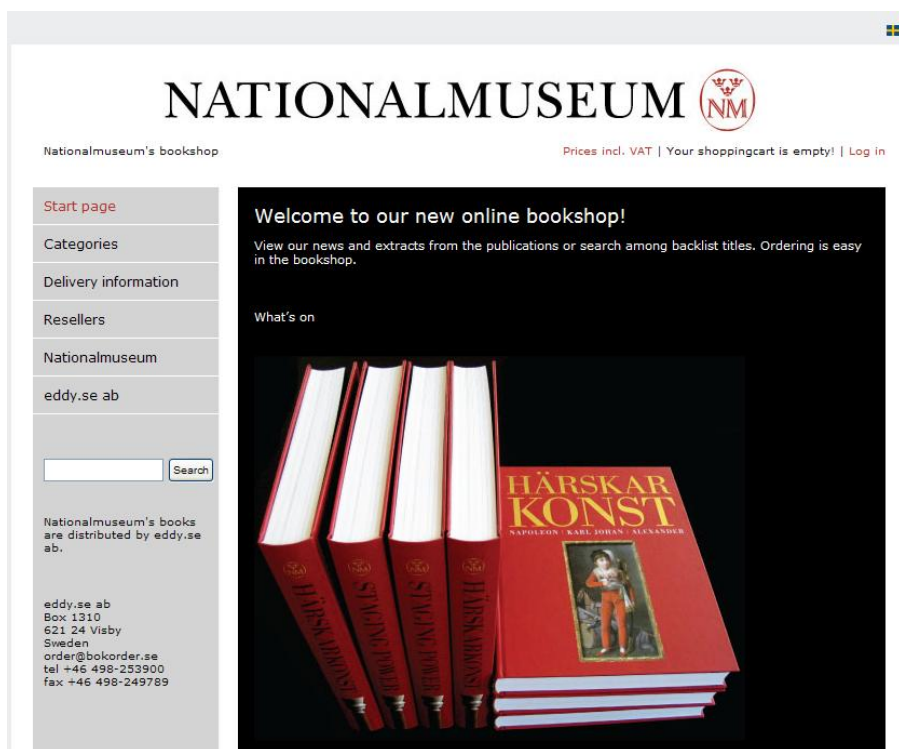 NATIONALMUSEUM NM
Nationalmuseum's bookshop
Prices incl. VAT | Your shoppingcart is empty! | Log in
Start page
Categories
Delivery information
Resellers
Nationalmuseum
eddy.se ab
Search
Nationalmuseum's books
are distributed by eddy.se
ab.
eddy.se ab
Box 1310
621 24 Visby
Sweden
order@bokorder.se
tel +46 498-253900
fax +46 498-249789
Welcome to our new online bookshop!
View our news and extracts from the publications or search among backlist titles. Ordering is easy
in the bookshop.
What's on
NM HÄRSKARKONST
NM STAGING POWER
NM STAGING POWER
NM HÄRSKARKONST
HÄRSKAR
KONST
NAPOLEON | KARL JOHAN | ALEXANDER